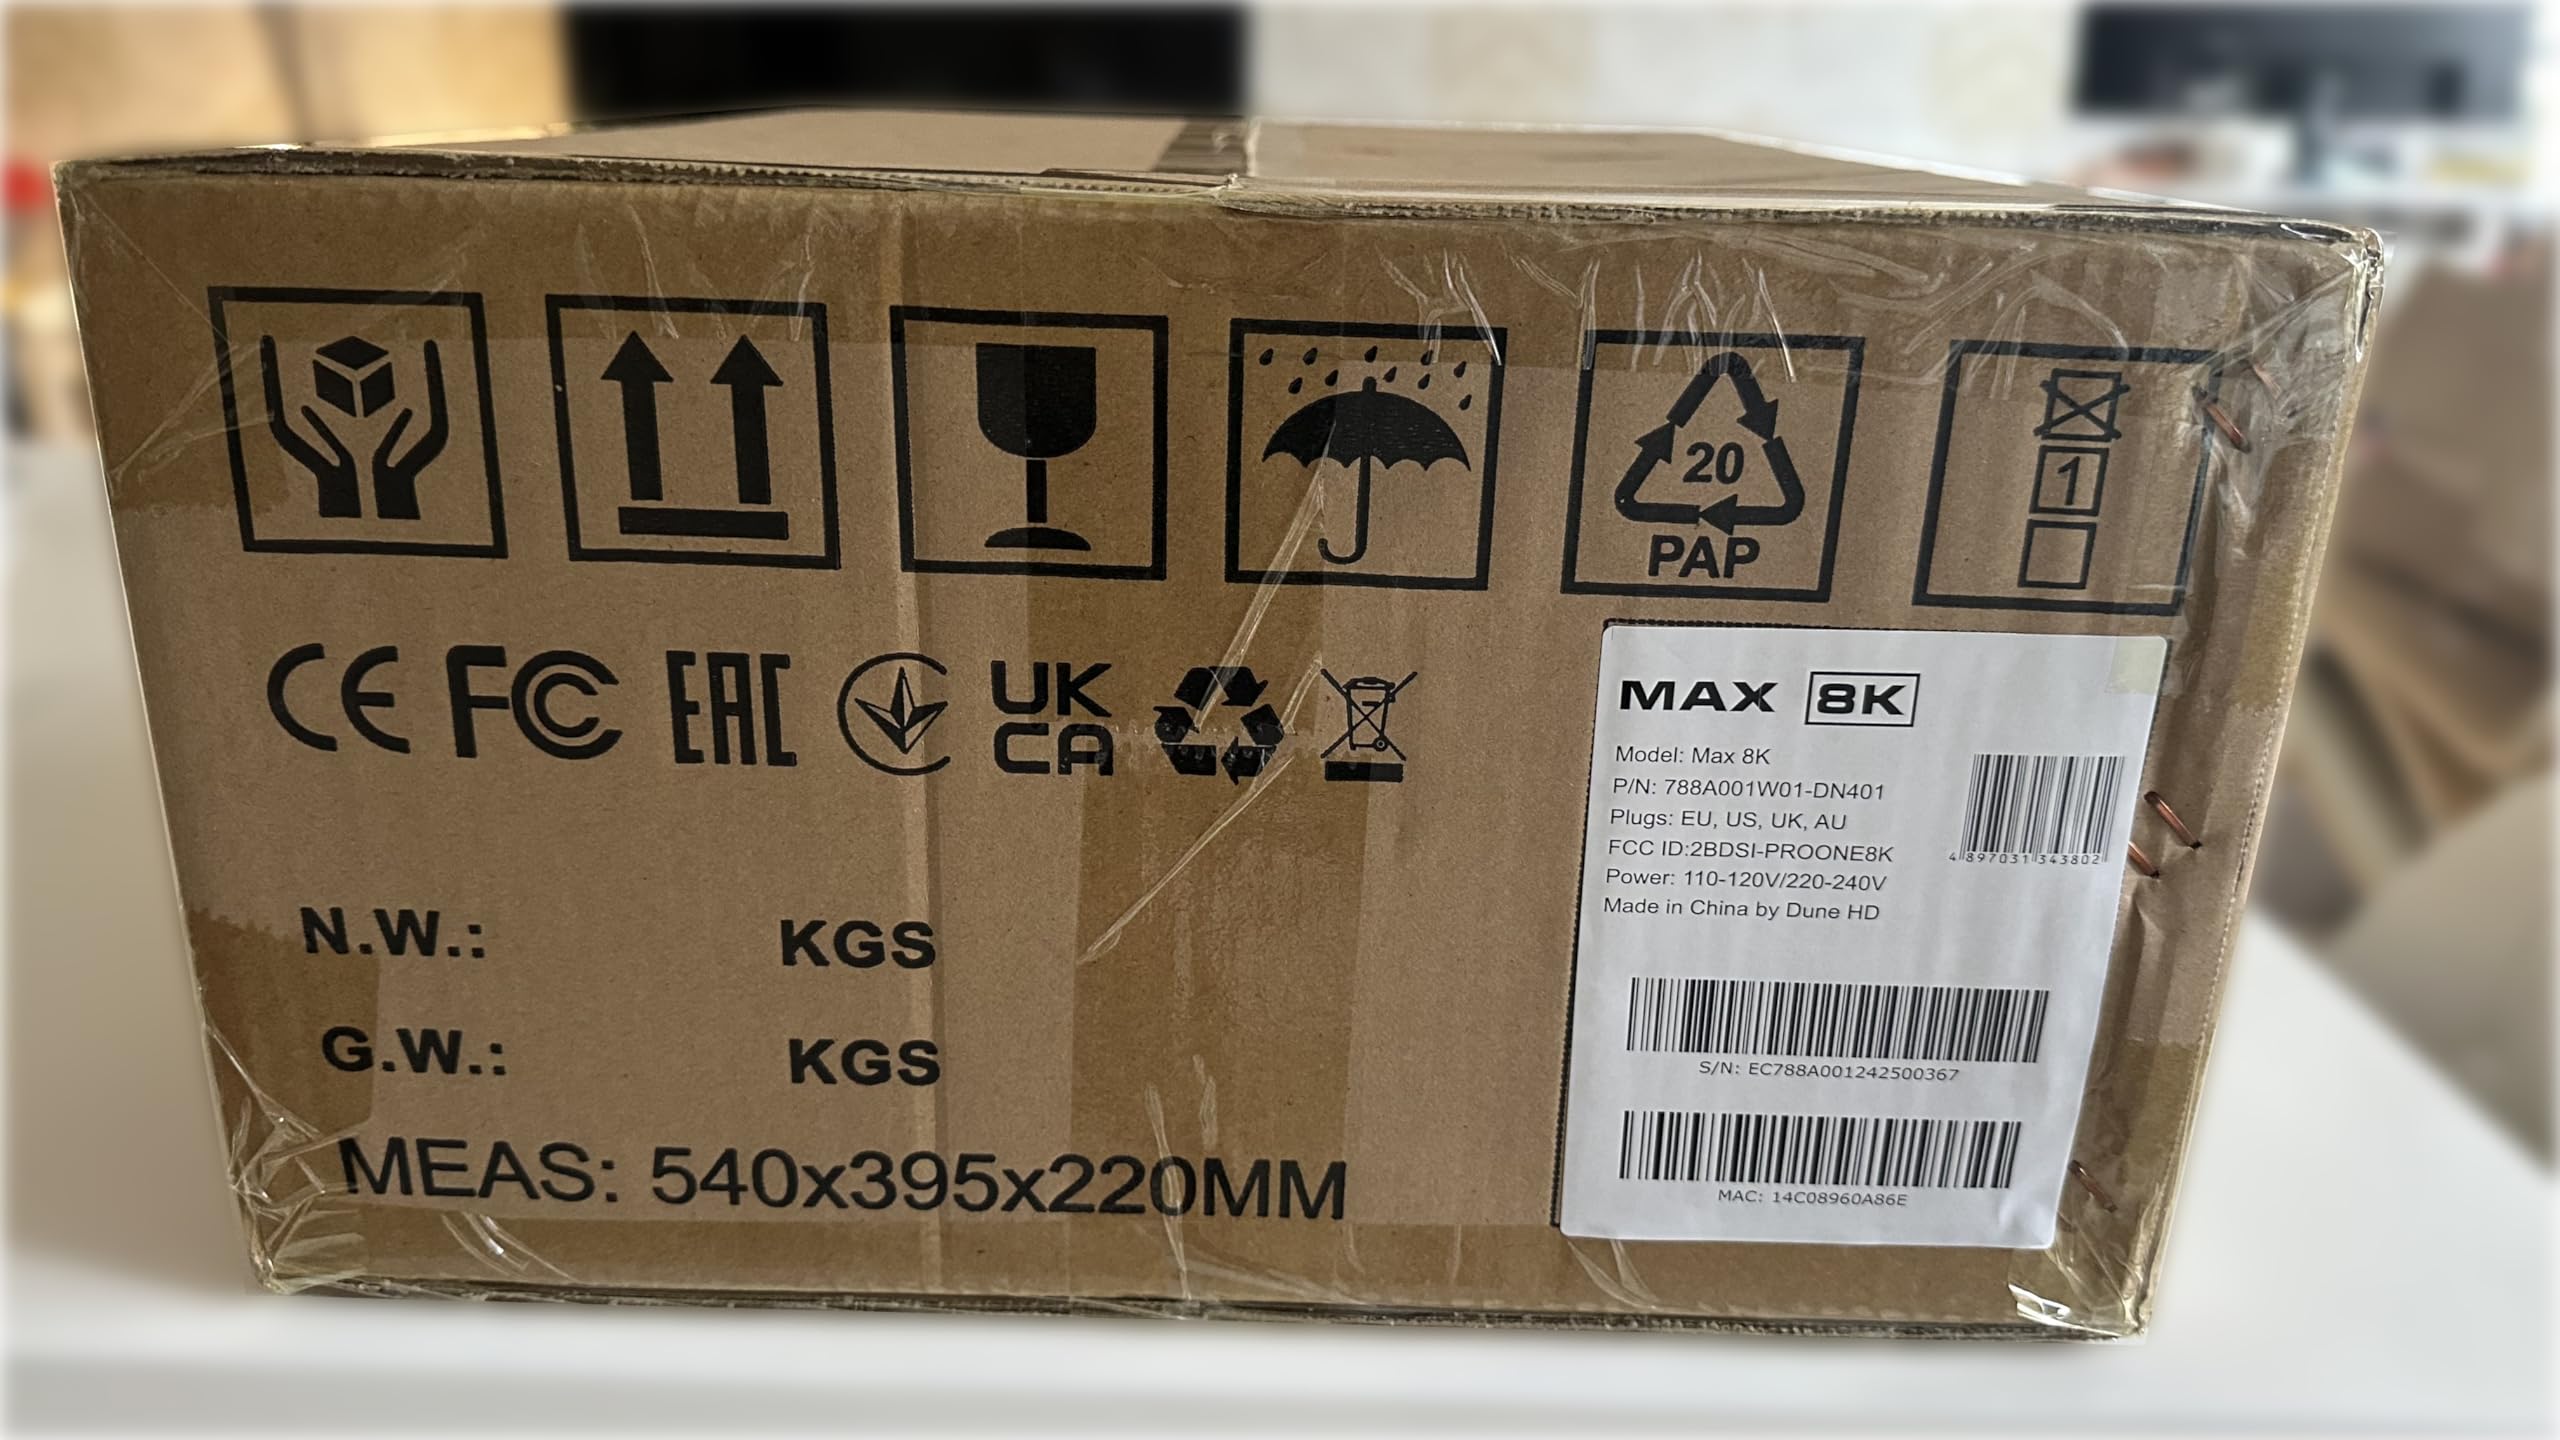 20
PAP
1
CE FC EAC UK CA
N.W.: KGS
G.W.: KGS
MEAS: 540x395x220MM
MAX 8K
Model: Max 8K
P/N: 788A001W01-DN401
Plugs: EU, US, UK, AU
FCC ID:2BDSI-PROONE8K
Power: 110-120V/220-240V
Made in China by Dune HD
4 897031 343802
S/N: EC788A001242500367
MAC: 14C08960A86E